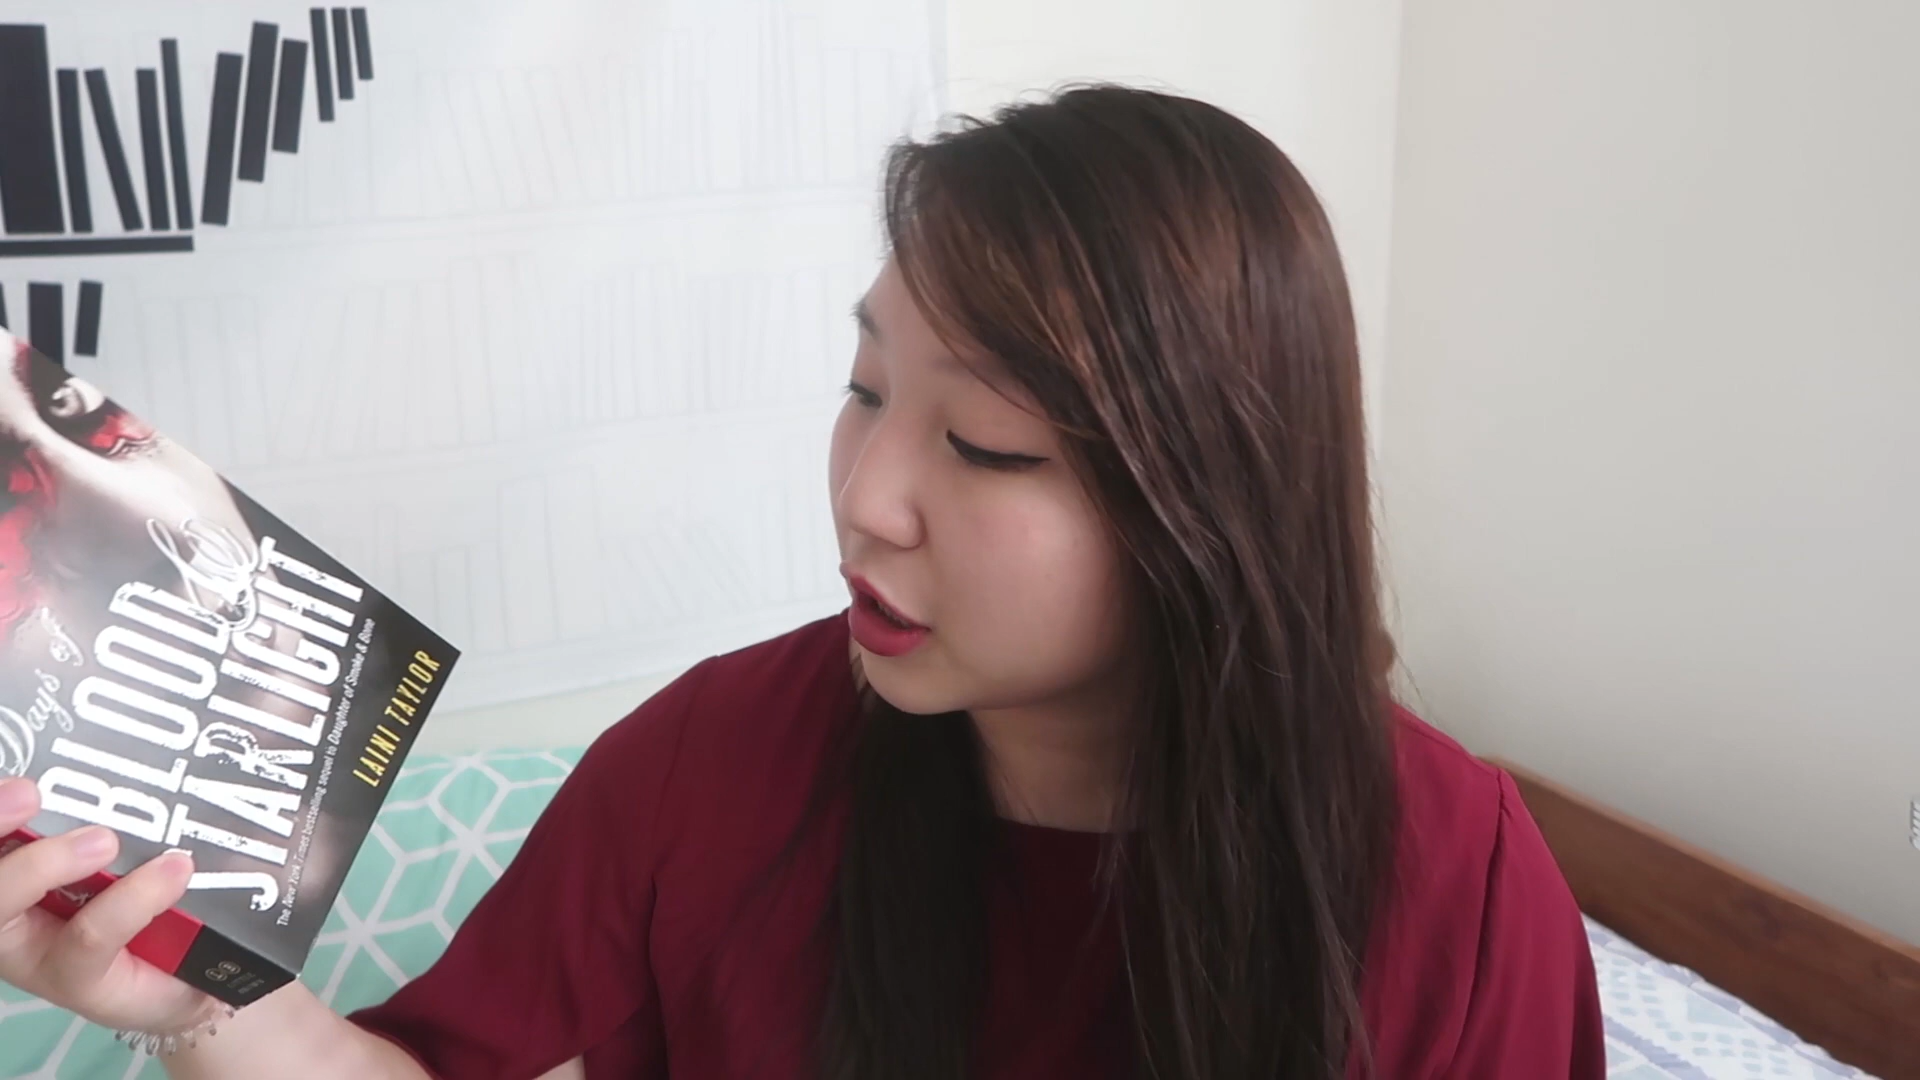 Days of
BLOOD &
STARLIGHT
The New York Times bestselling sequel to Daughter of Smoke & Bone
LAINI TAYLOR